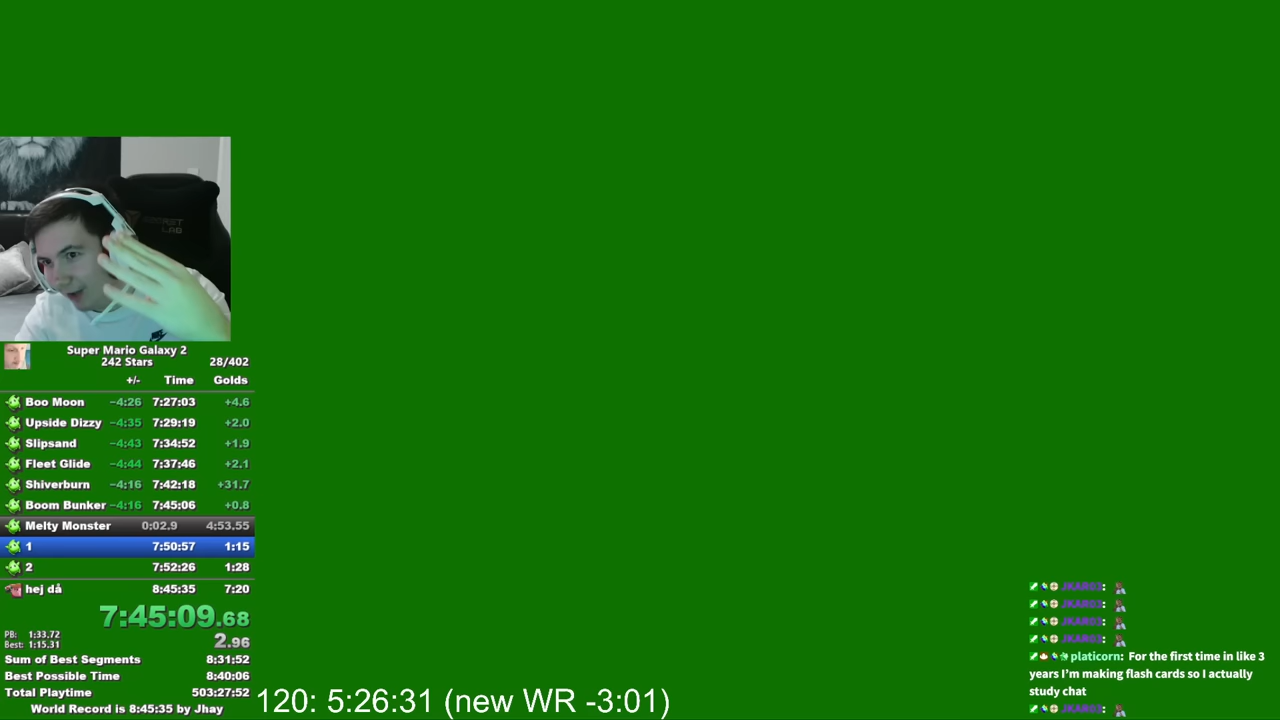 SECRET
LAB
Super Mario Galaxy 2
242 Stars 28/402
+/- Time Golds
Boo Moon -4:26 7:27:03 +4.6
Upside Dizzy -4:35 7:29:19 +2.0
Slipsand -4:43 7:34:52 +1.9
Fleet Glide -4:44 7:37:46 +2.1
Shiverburn -4:16 7:42:18 +31.7
Boom Bunker -4:16 7:45:06 +0.8
Melty Monster 0:02.9 4:53.55
1 7:50:57 1:15
2 7:52:26 1:28
hej då 8:45:35 7:20
7:45:09.68
PB: 1:33.72
Best: 1:15.31
2.96
Sum of Best Segments 8:31:52
Best Possible Time 8:40:06
Total Playtime 503:27:52
World Record is 8:45:35 by Jhay
120: 5:26:31 (new WR -3:01)
JKAR03:
JKAR03:
JKAR03:
JKAR03:
platicorn: For the first time in like 3
years I'm making flash cards so I actually
study chat
JKAR03: